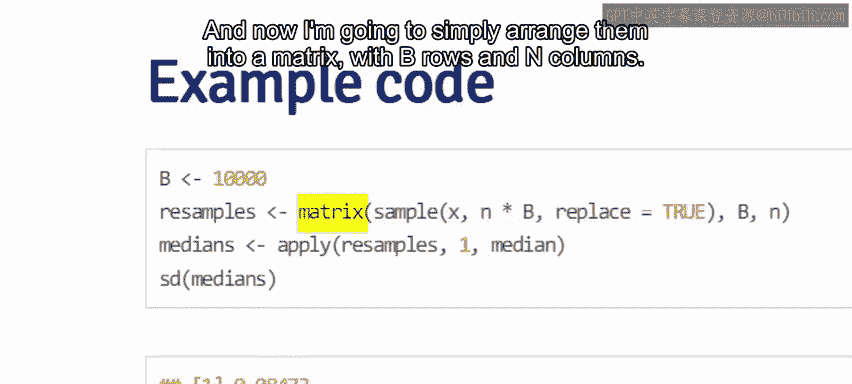 And now I'm going to simply arrange them
into a matrix, with B rows and N columns.
Example code
B <- 10000
resamples <- matrix(sample(x, n * B, replace = TRUE), B, n)
medians <- apply(resamples, 1, median)
sd(medians)